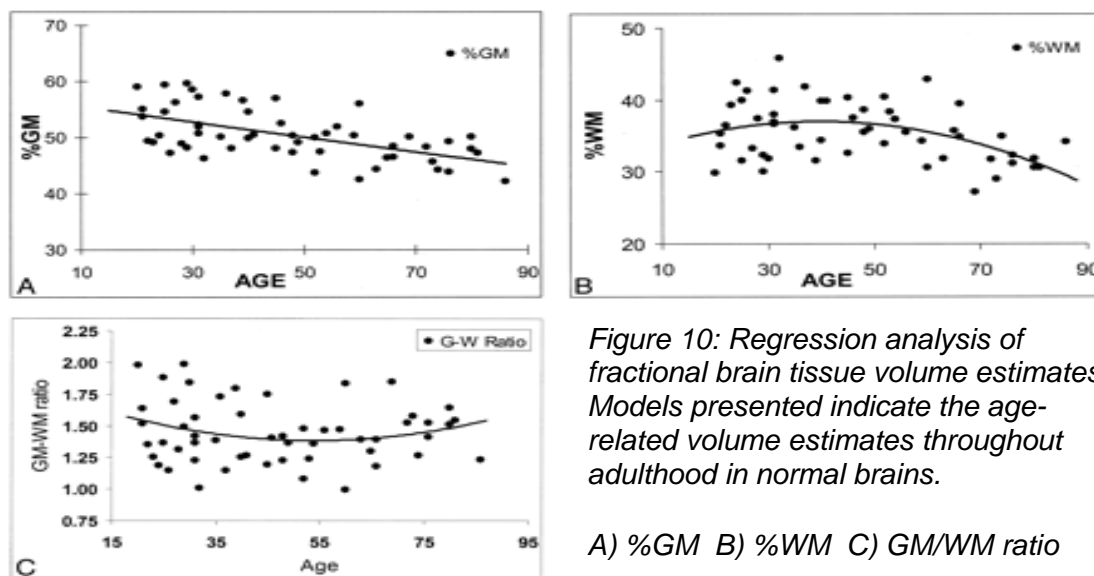 70
60
50
40
30
%GM
%GM
10
30
50
70
90
AGE
A
50
40
30
20
%WM
%WM
10
30
50
70
90
AGE
B
2.25
2.00
1.75
1.50
1.25
1.00
0.75
GM-WM ratio
G-W Ratio
15
35
55
75
95
Age
C
Figure 10: Regression analysis of
fractional brain tissue volume estimates
Models presented indicate the age-
related volume estimates throughout
adulthood in normal brains.
A) %GM B) %WM C) GM/WM ratio